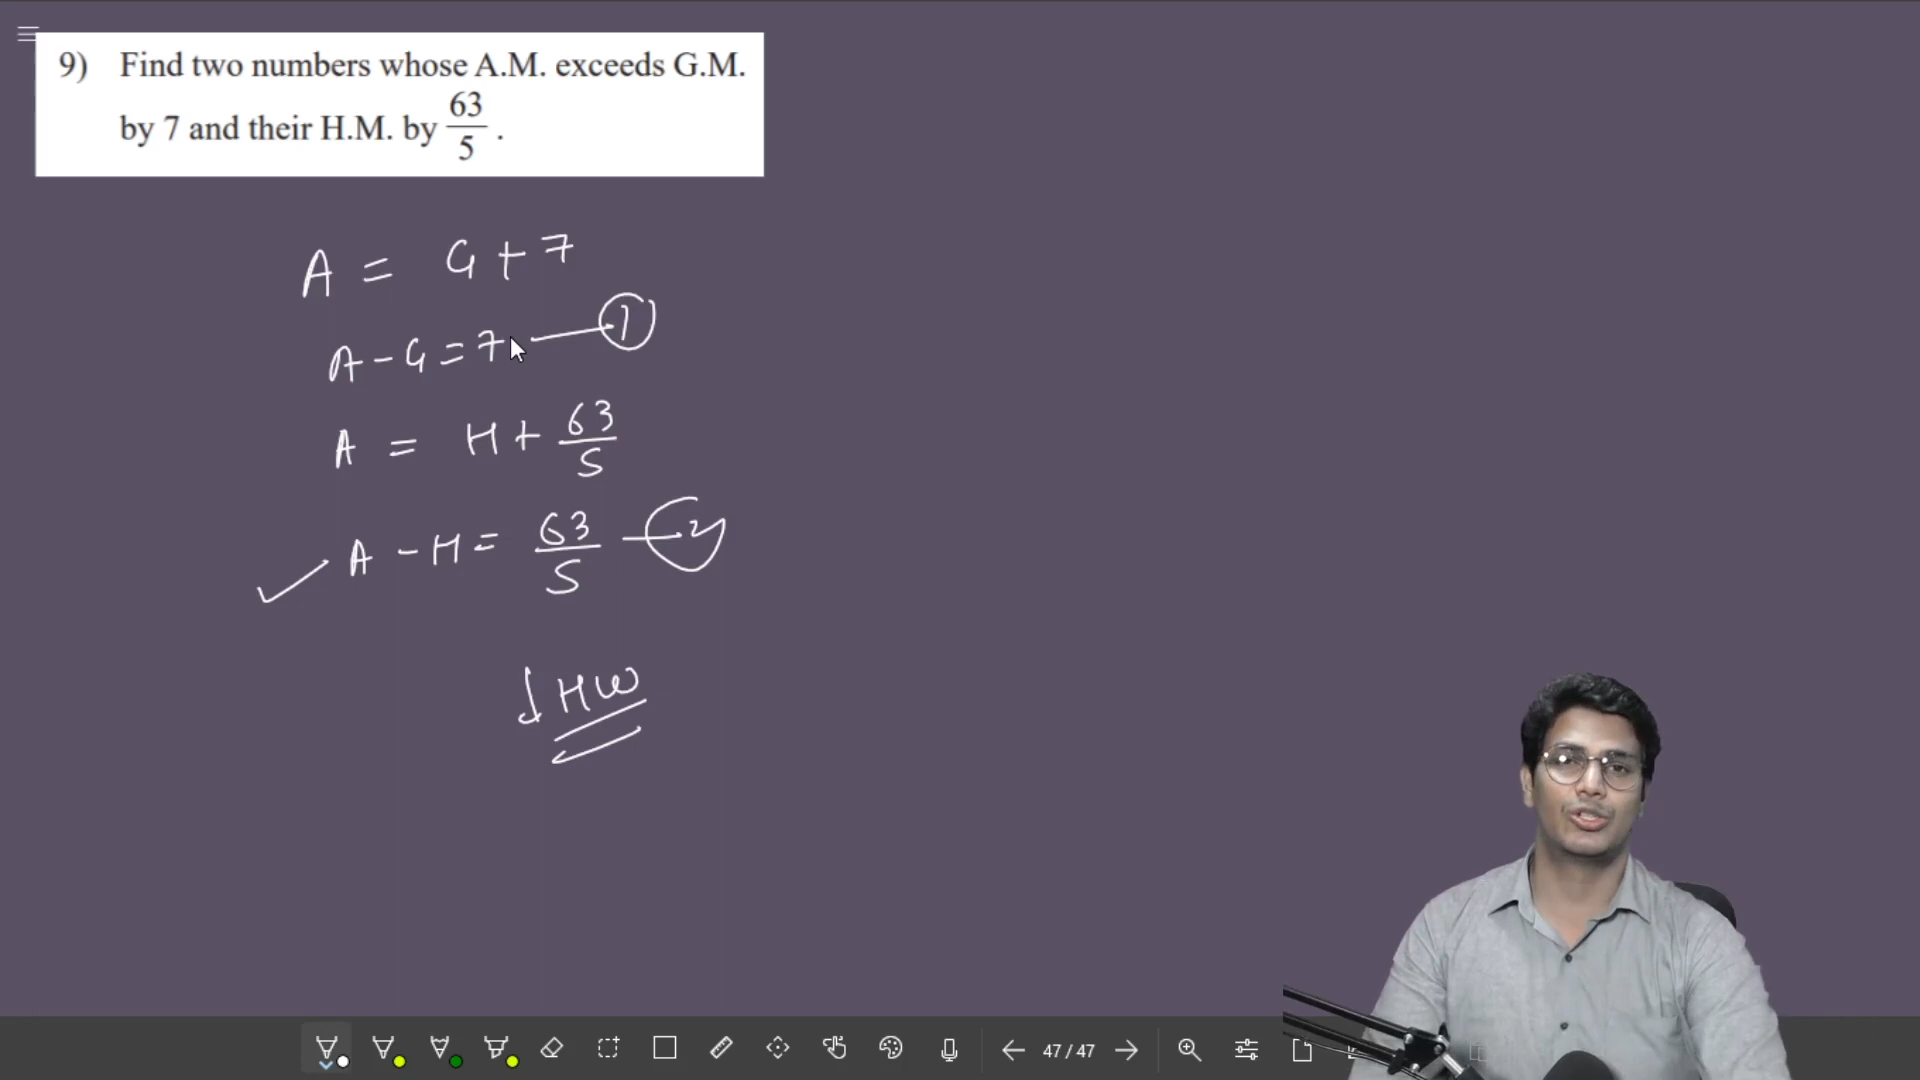 9) Find two numbers whose A.M. exceeds G.M.
by 7 and their H.M. by 63/5 .
A = G + 7
A - G = 7 — 1
A = H + 63/5
A - H = 63/5 — 2
↓ HW
47 / 47